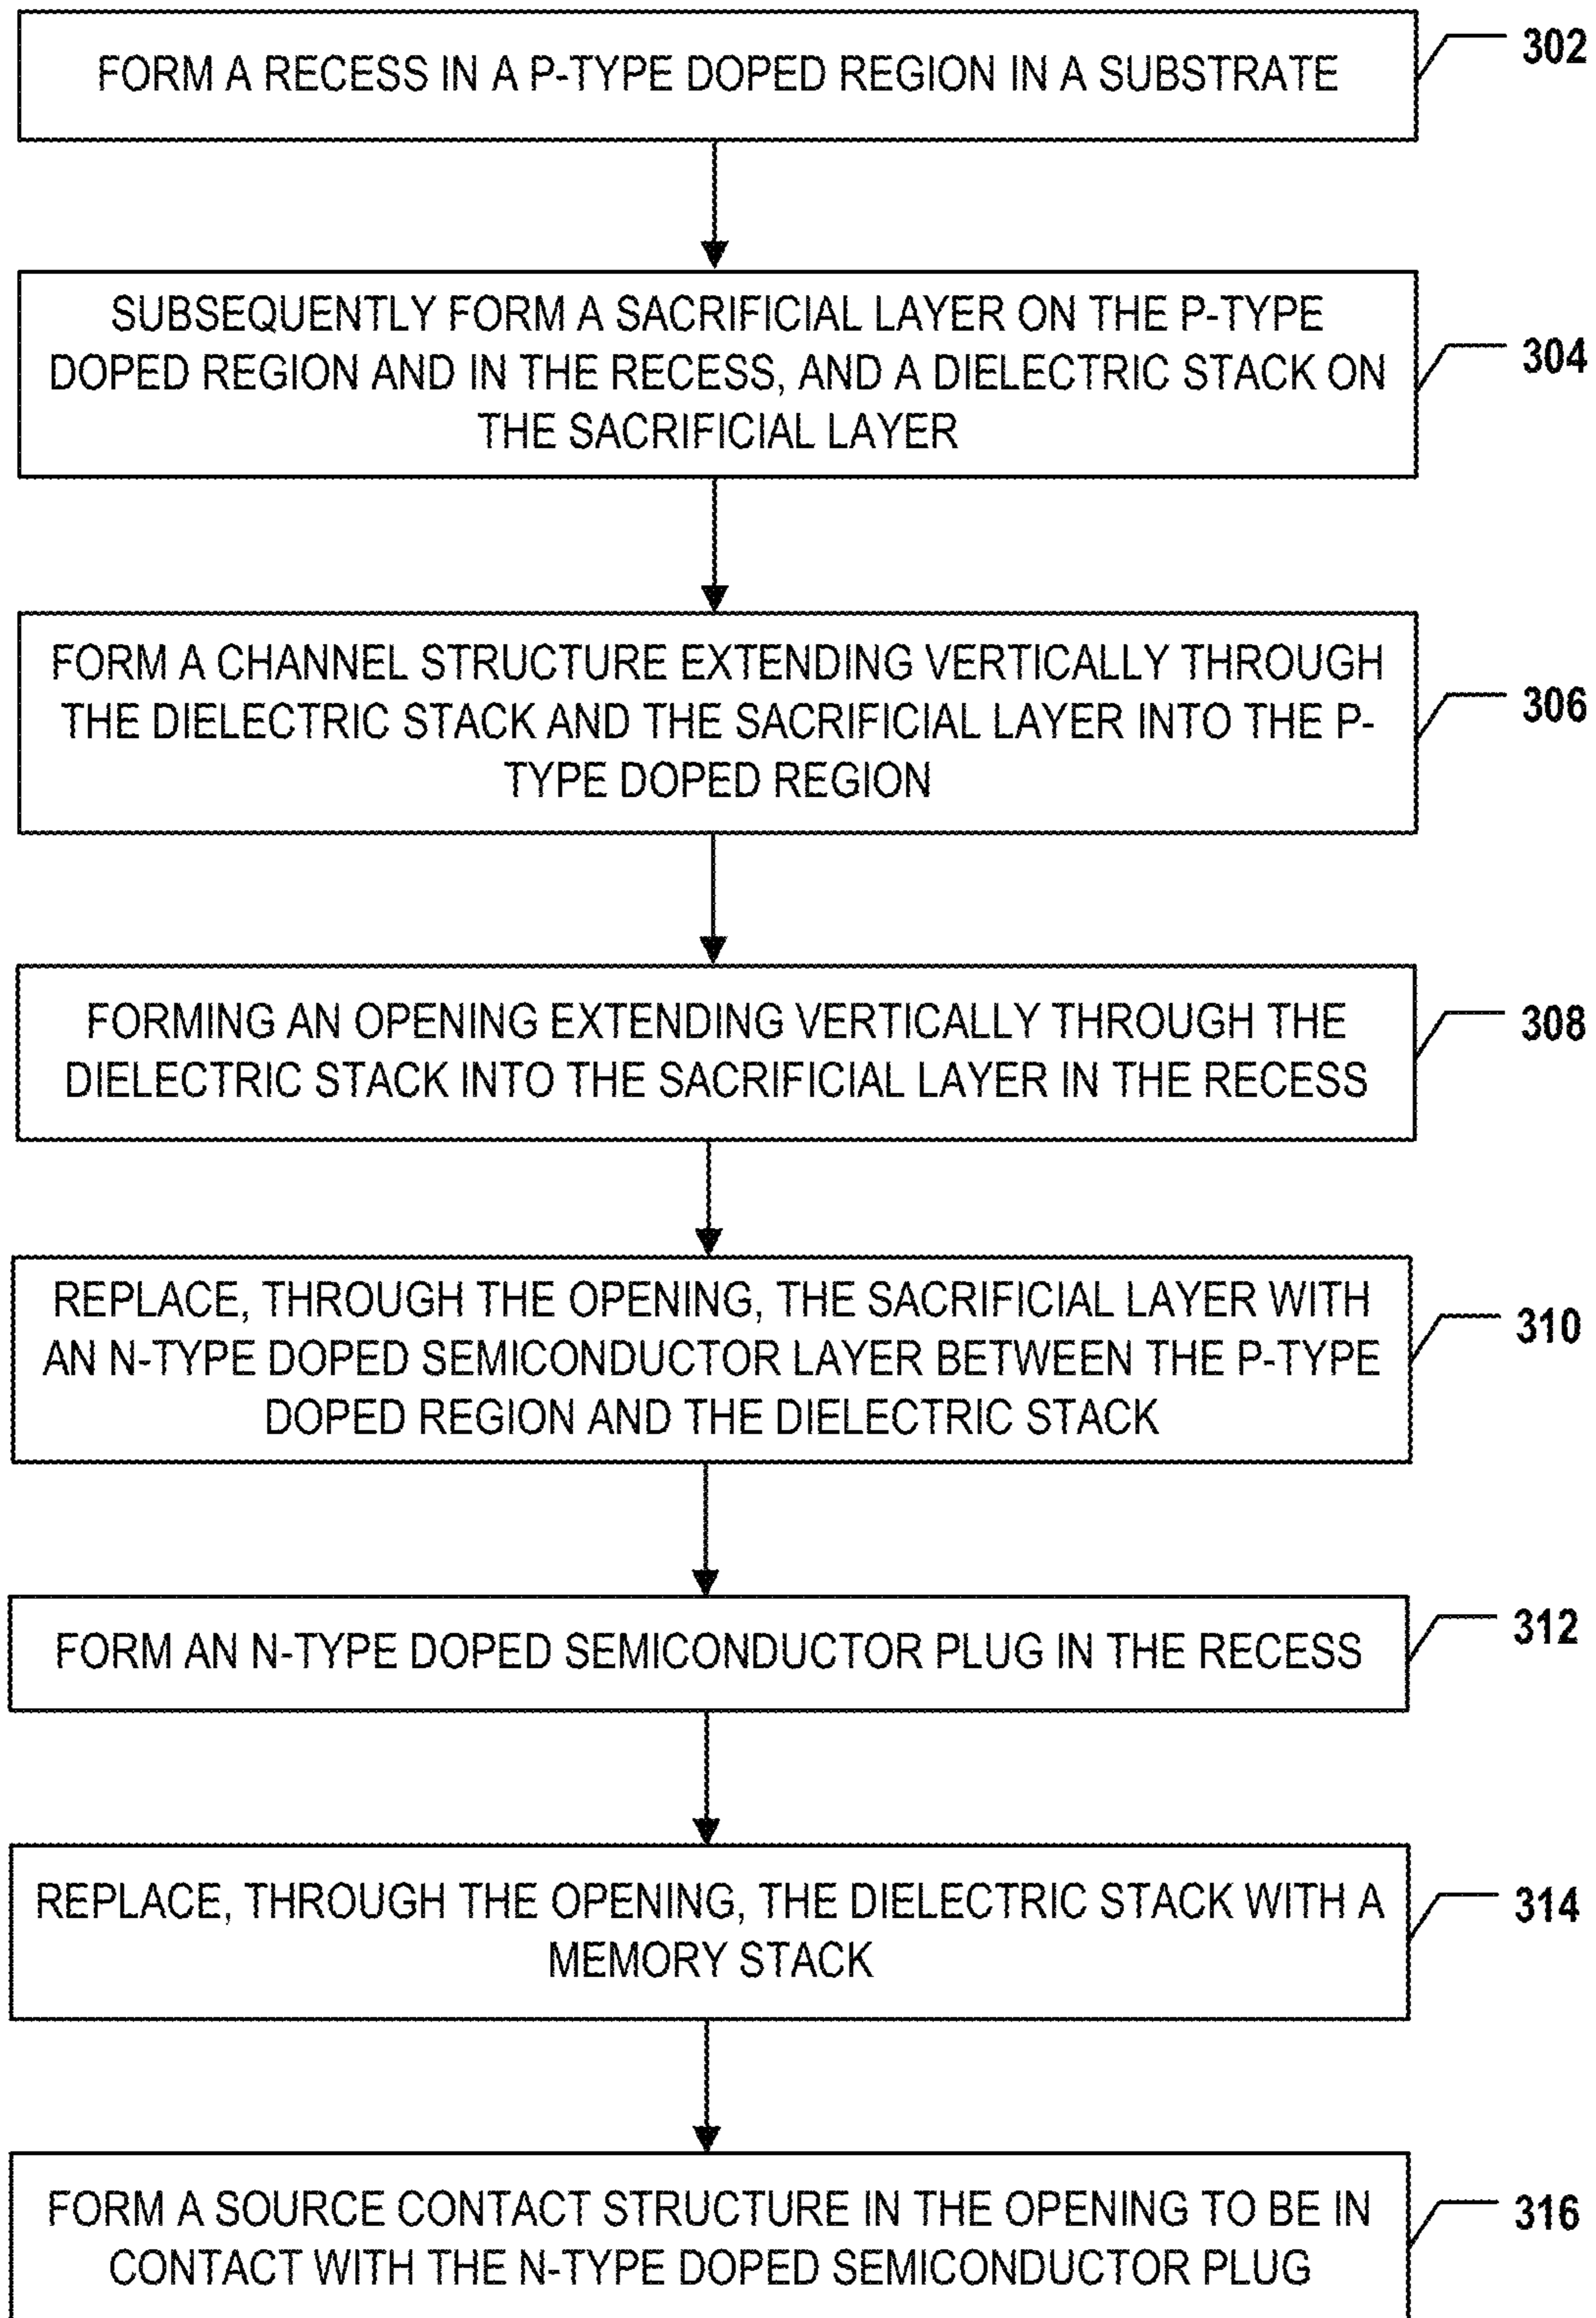 FORM A RECESS IN A P-TYPE DOPED REGION IN A SUBSTRATE
302
SUBSEQUENTLY FORM A SACRIFICIAL LAYER ON THE P-TYPE
DOPED REGION AND IN THE RECESS, AND A DIELECTRIC STACK ON
THE SACRIFICIAL LAYER
304
FORM A CHANNEL STRUCTURE EXTENDING VERTICALLY THROUGH
THE DIELECTRIC STACK AND THE SACRIFICIAL LAYER INTO THE P-
TYPE DOPED REGION
306
FORMING AN OPENING EXTENDING VERTICALLY THROUGH THE
DIELECTRIC STACK INTO THE SACRIFICIAL LAYER IN THE RECESS
308
REPLACE, THROUGH THE OPENING, THE SACRIFICIAL LAYER WITH
AN N-TYPE DOPED SEMICONDUCTOR LAYER BETWEEN THE P-TYPE
DOPED REGION AND THE DIELECTRIC STACK
310
FORM AN N-TYPE DOPED SEMICONDUCTOR PLUG IN THE RECESS
312
REPLACE, THROUGH THE OPENING, THE DIELECTRIC STACK WITH A
MEMORY STACK
314
FORM A SOURCE CONTACT STRUCTURE IN THE OPENING TO BE IN
CONTACT WITH THE N-TYPE DOPED SEMICONDUCTOR PLUG
316